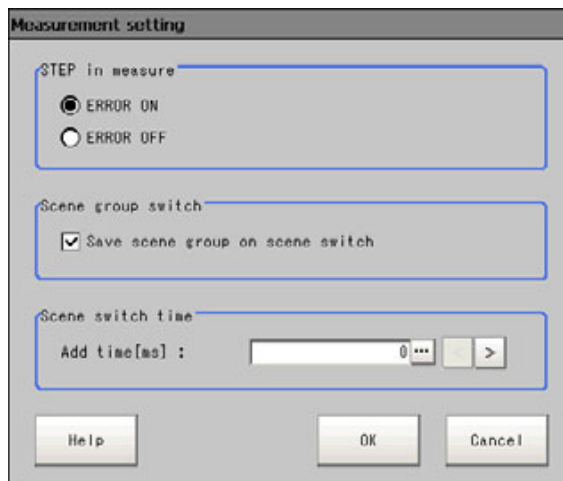 Measurement setting
STEP in measure
ERROR ON
ERROR OFF
Scene group switch
Save scene group on scene switch
Scene switch time
Add time[ms] : 0 ... < >
Help OK Cancel